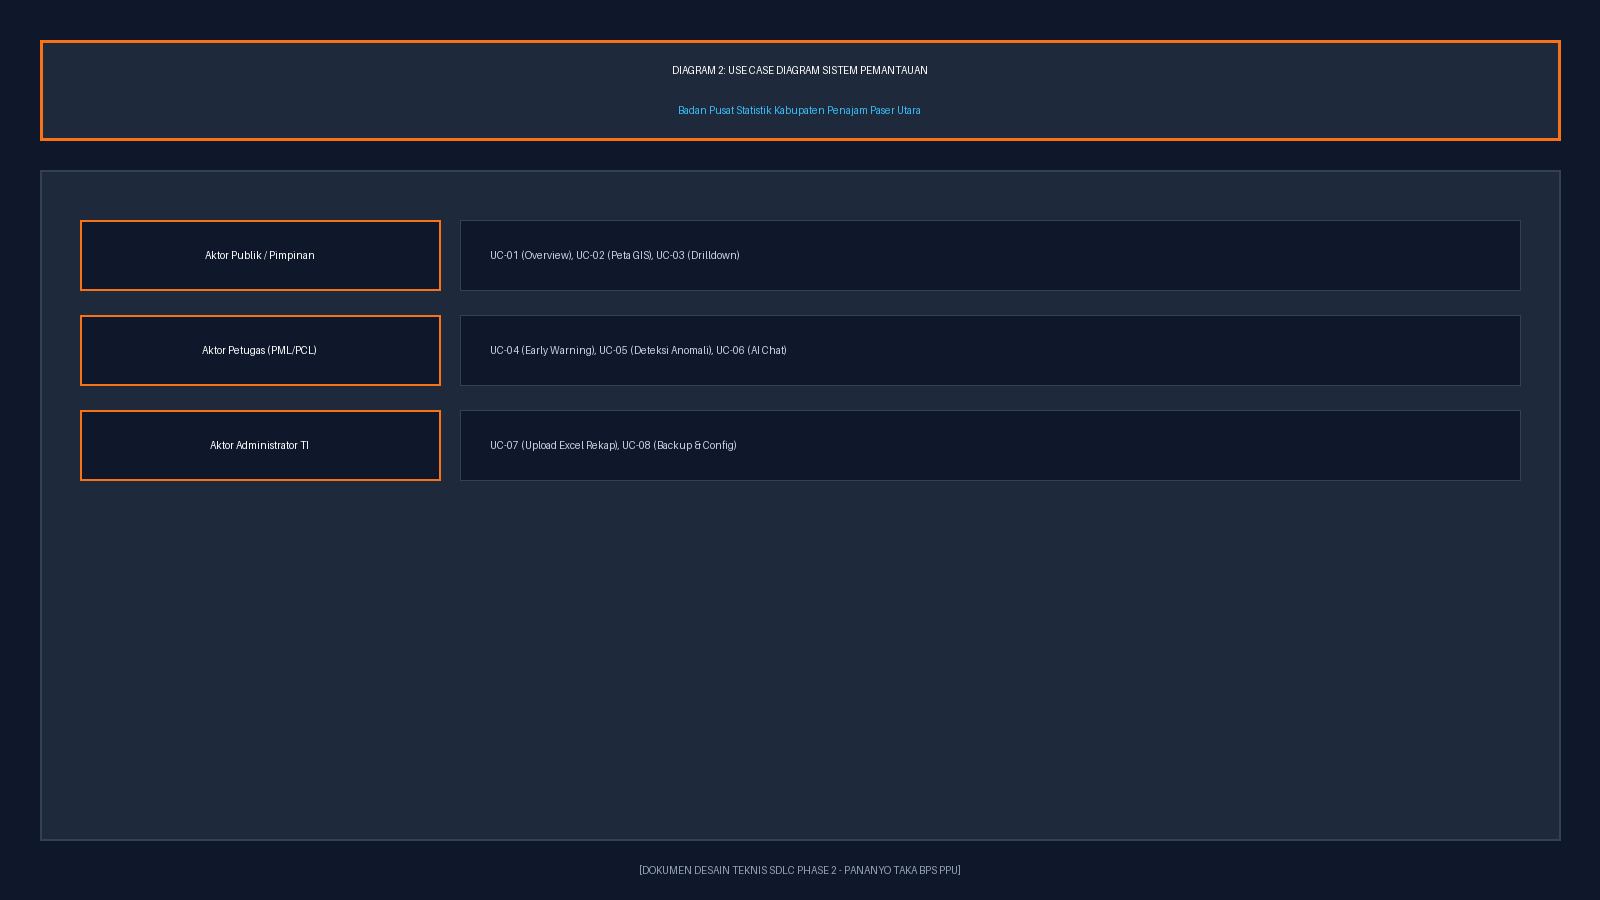 DIAGRAM 2: USE CASE DIAGRAM SISTEM PEMANTAUAN
Badan Pusat Statistik Kabupaten Penajam Paser Utara
Aktor Publik / Pimpinan
UC-01 (Overview), UC-02 (Peta GIS), UC-03 (Drilldown)
Aktor Petugas (PML/PCL)
UC-04 (Early Warning), UC-05 (Deteksi Anomali), UC-06 (AI Chat)
Aktor Administrator TI
UC-07 (Upload Excel Rekap), UC-08 (Backup & Config)
[DOKUMEN DESAIN TEKNIS SDLC PHASE 2 - PANANYO TAKA BPS PPU]